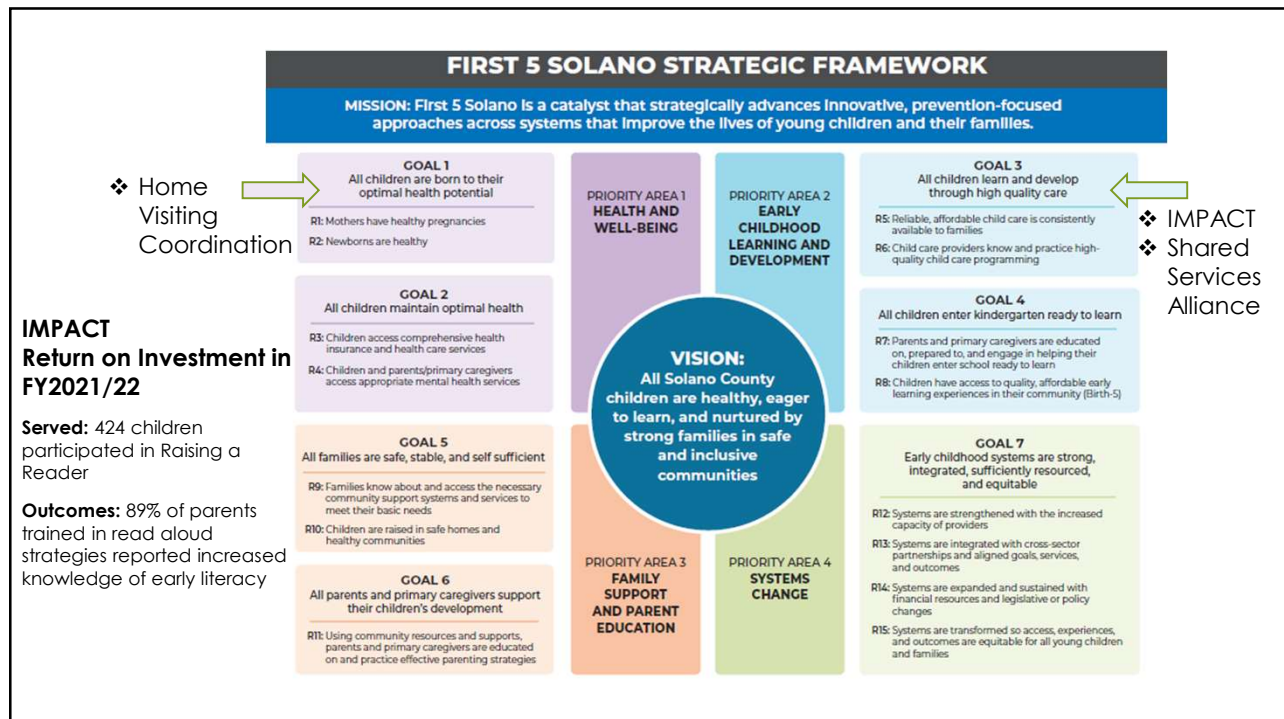 FIRST 5 SOLANO STRATEGIC FRAMEWORK
MISSION: First 5 Solano is a catalyst that strategically advances innovative, prevention-focused
approaches across systems that improve the lives of young children and their families.
❖ Home
Visiting
Coordination
IMPACT
Return on Investment in
FY2021/22
Served: 424 children
participated in Raising a
Reader
Outcomes: 89% of parents
trained in read aloud
strategies reported increased
knowledge of early literacy
GOAL 1
All children are born to their
optimal health potential
R1: Mothers have healthy pregnancies
R2: Newborns are healthy
GOAL 2
All children maintain optimal health
R3: Children access comprehensive health
insurance and health care services
R4: Children and parents/primary caregivers
access appropriate mental health services
GOAL 5
All families are safe, stable, and self sufficient
R9: Families know about and access the necessary
community support systems and services to
meet their basic needs
R10: Children are raised in safe homes and
healthy communities
GOAL 6
All parents and primary caregivers support
their children's development
R11: Using community resources and supports,
parents and primary caregivers are educated
on and practice effective parenting strategies
PRIORITY AREA 1
HEALTH AND
WELL-BEING
PRIORITY AREA 2
EARLY
CHILDHOOD
LEARNING AND
DEVELOPMENT
VISION:
All Solano County
children are healthy, eager
to learn, and nurtured by
strong families in safe
and inclusive
communities
PRIORITY AREA 3
FAMILY
SUPPORT
AND PARENT
EDUCATION
PRIORITY AREA 4
SYSTEMS
CHANGE
GOAL 3
All children learn and develop
through high quality care
R5: Reliable, affordable child care is consistently
available to families
R6: Child care providers know and practice high-
quality child care programming
GOAL 4
All children enter kindergarten ready to learn
R7: Parents and primary caregivers are educated
on, prepared to, and engage in helping their
children enter school ready to learn
R8: Children have access to quality, affordable early
learning experiences in their community (Birth-5)
GOAL 7
Early childhood systems are strong,
integrated, sufficiently resourced,
and equitable
R12: Systems are strengthened with the increased
capacity of providers
R13: Systems are integrated with cross-sector
partnerships and aligned goals, services,
and outcomes
R14: Systems are expanded and sustained with
financial resources and legislative or policy
changes
R15: Systems are transformed so access, experiences,
and outcomes are equitable for all young children
and families
❖ IMPACT
❖ Shared
Services
Alliance